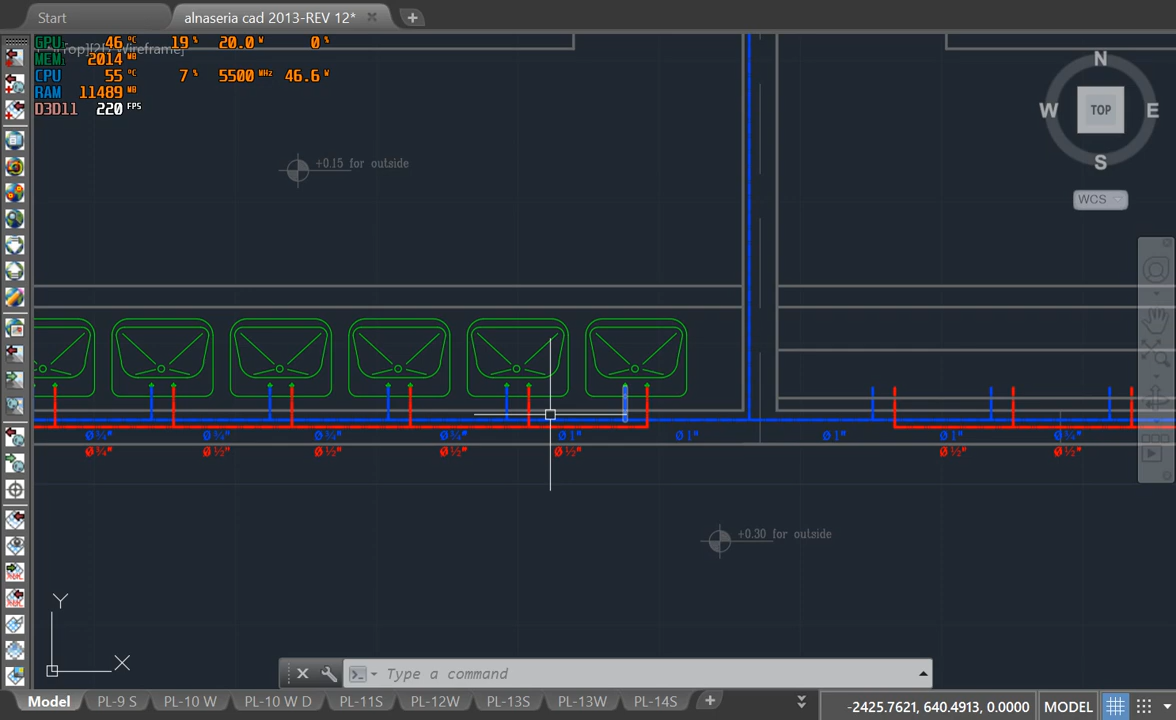 Start
alnaseria cad 2013-REV 12*
GPU 46 °C 19 % 20.0 W 0 %
MEM 2014 MB
CPU 55 °C 7 % 5500 MHz 46.6 W
RAM 11489 MB
D3D11 220 FPS
N
W TOP E
S
WCS
+0.15 for outside
Ø¾" Ø¾" Ø¾" Ø¾" Ø1" Ø1" Ø1" Ø1" Ø¾"
Ø¾" Ø½" Ø½" Ø½" Ø½" Ø½" Ø½"
+0.30 for outside
Y
X
Type a command
Model PL-9 S PL-10 W PL-10 W D PL-11S PL-12W PL-13S PL-13W PL-14S
-2425.7621, 640.4913, 0.0000 MODEL